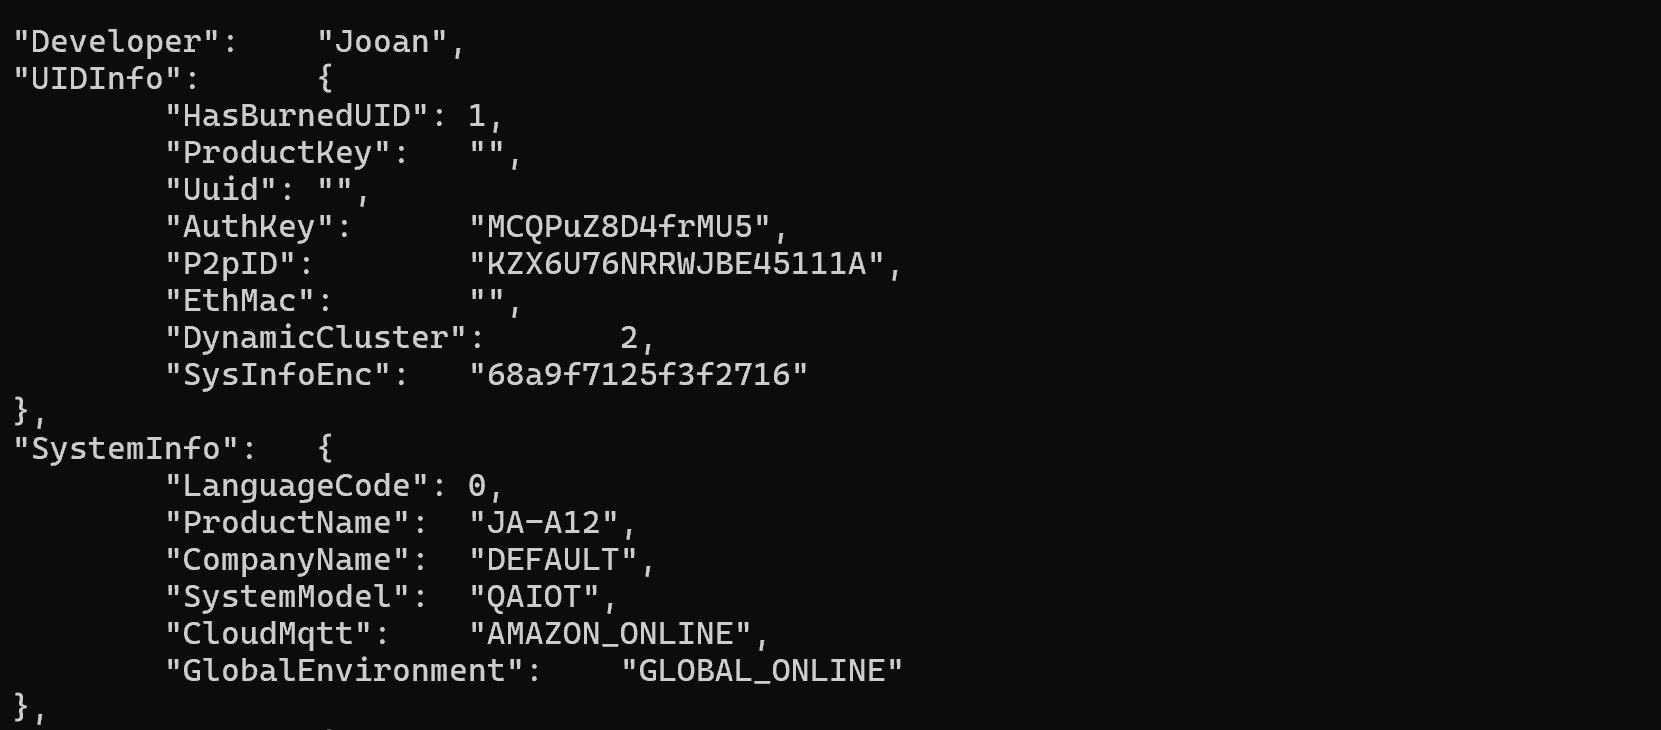 "Developer":    "Jooan",
"UIDInfo":      {
        "HasBurnedUID": 1,
        "ProductKey":   "",
        "Uuid": "",
        "AuthKey":      "MCQPuZ8D4frMU5",
        "P2pID":        "KZX6U76NRRWJBE45111A",
        "EthMac":       "",
        "DynamicCluster":       2,
        "SysInfoEnc":   "68a9f7125f3f2716"
},
"SystemInfo":   {
        "LanguageCode": 0,
        "ProductName":  "JA-A12",
        "CompanyName":  "DEFAULT",
        "SystemModel":  "QAIOT",
        "CloudMqtt":    "AMAZON_ONLINE",
        "GlobalEnvironment":    "GLOBAL_ONLINE"
},